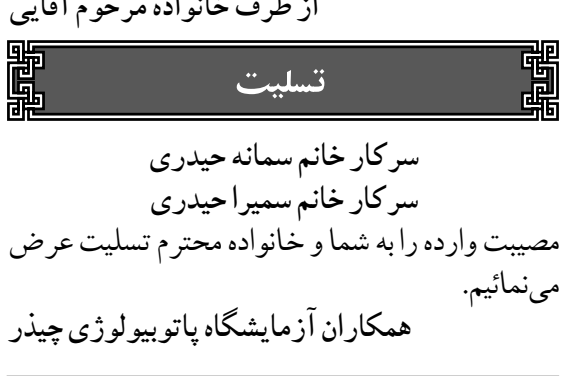 از طرف خانواده مرحوم آقایی
تسلیت
سرکار خانم سمانه حیدری
سرکار خانم سمیرا حیدری
مصیبت وارده را به شما و خانواده محترم تسلیت عرض
می‌نمائیم.
همکاران آزمایشگاه پاتوبیولوژی چیذر